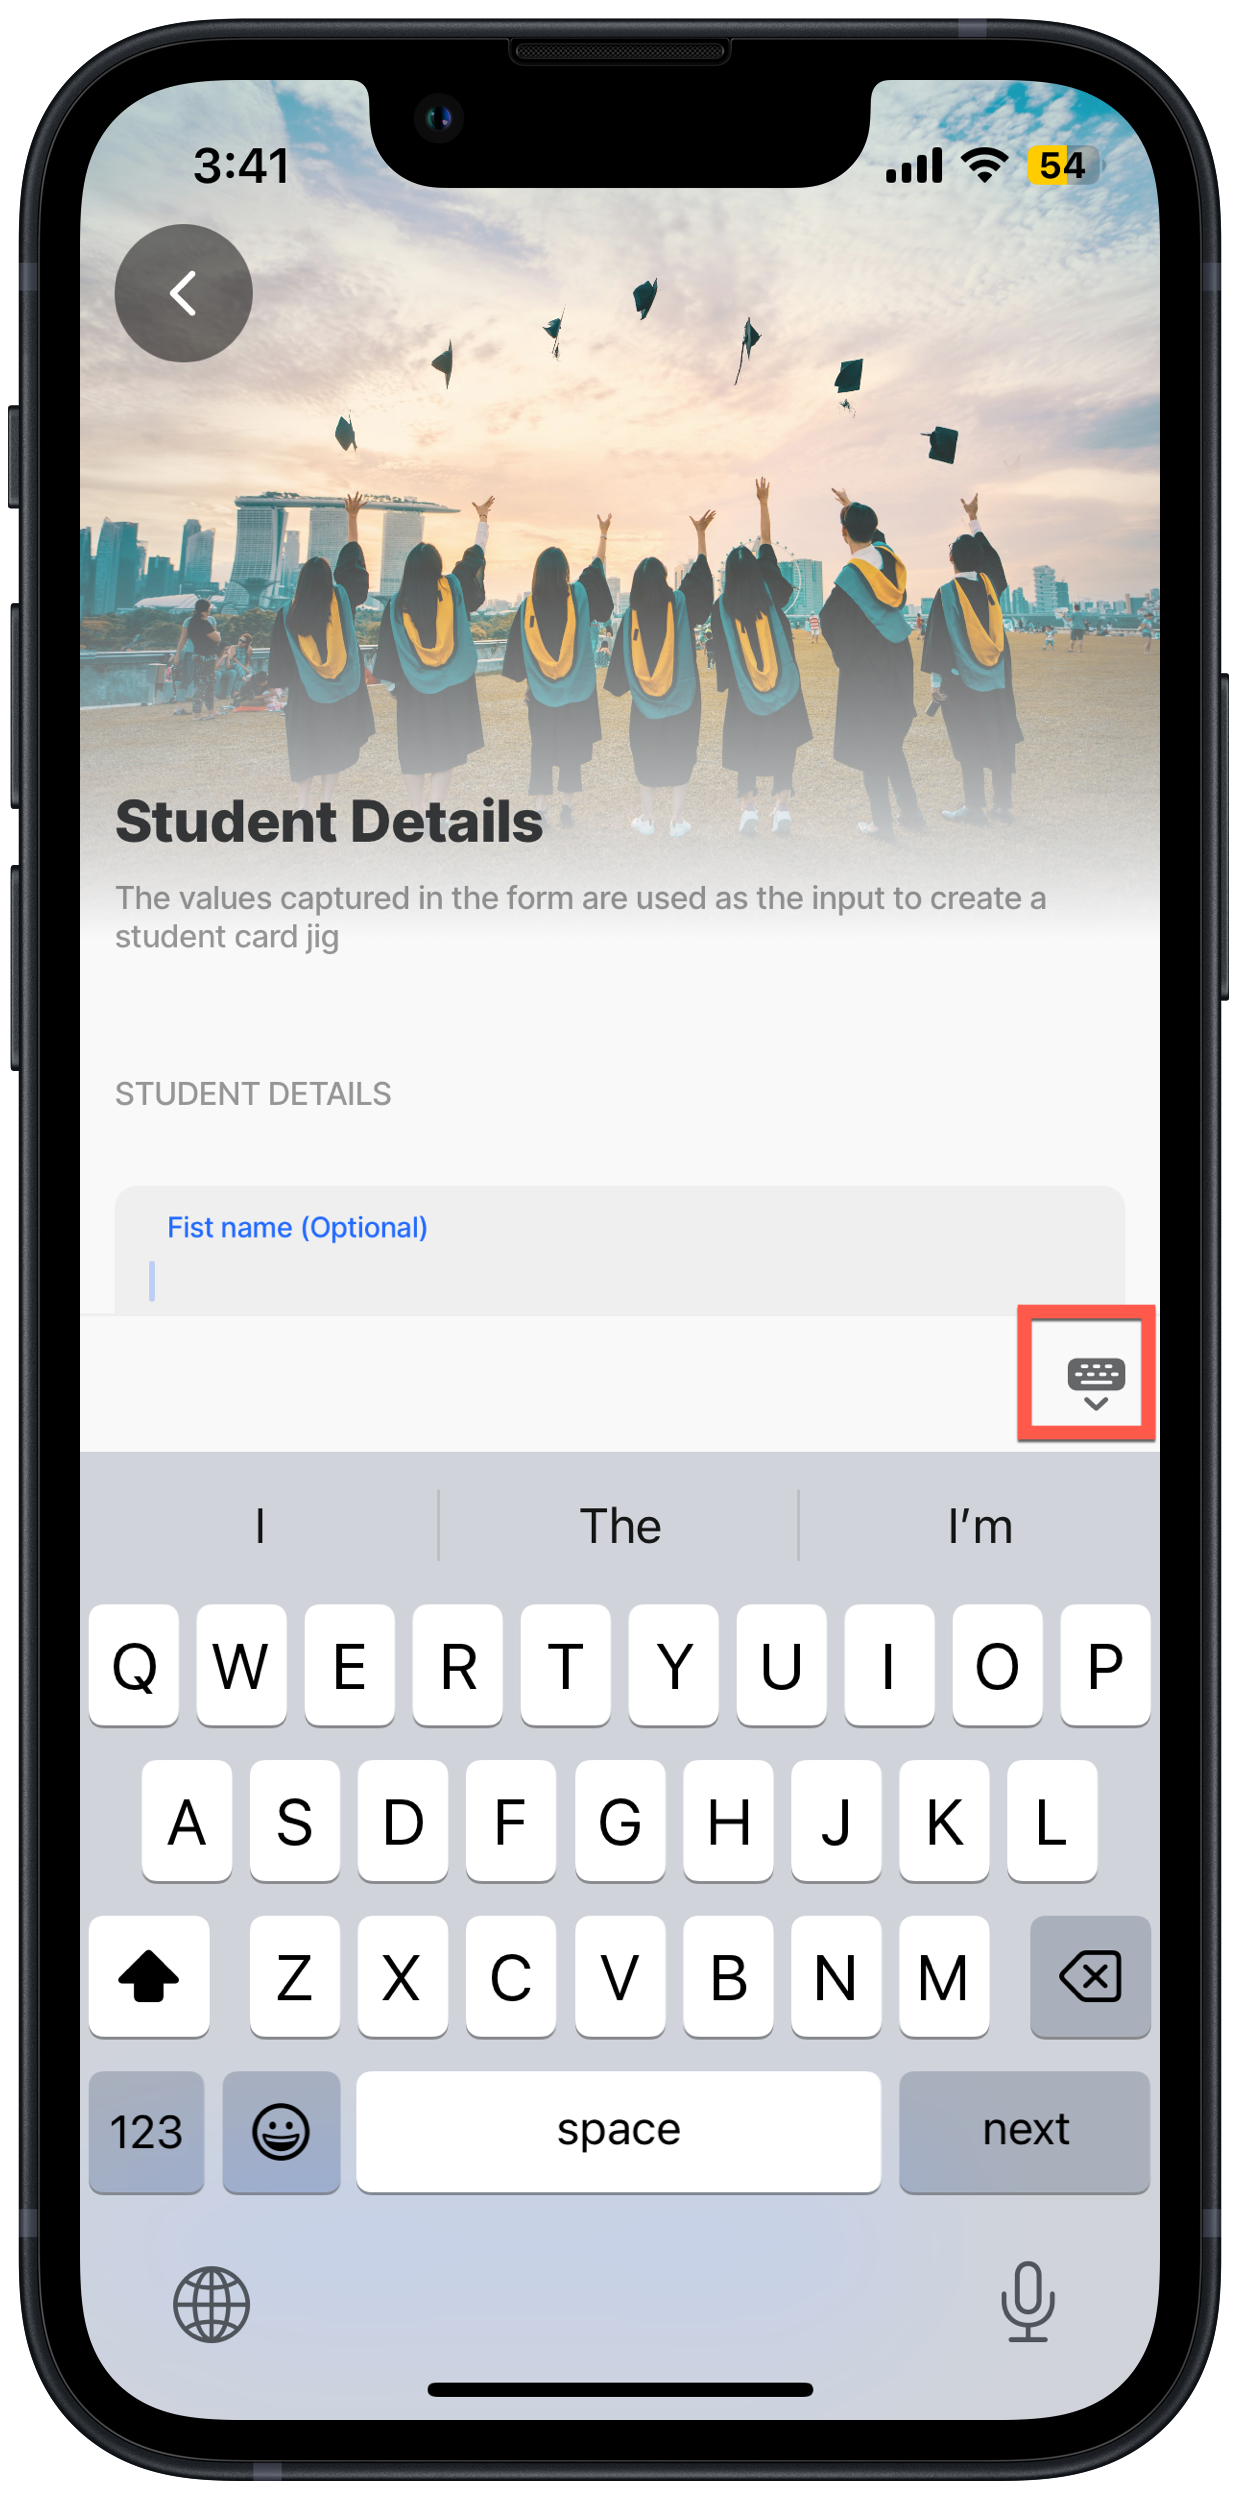 3:41
54
Student Details
The values captured in the form are used as the input to create a
student card jig
STUDENT DETAILS
Fist name (Optional)
I The I’m
Q W E R T Y U I O P
A S D F G H J K L
Z X C V B N M
123 space next